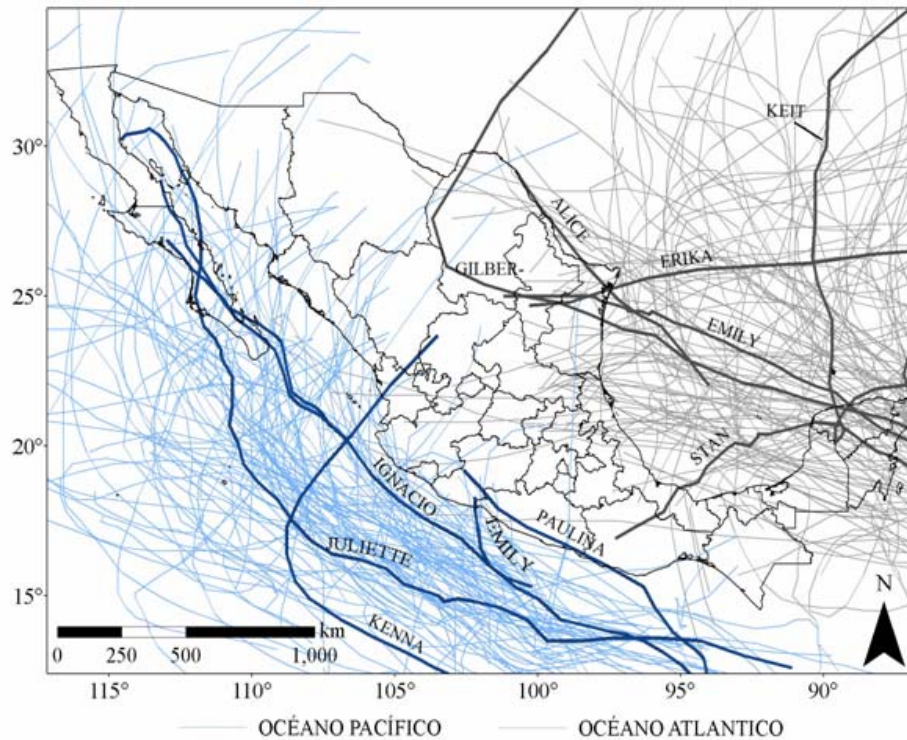 KEIT
30°
ALICE
ERIKA
GILBER-
25°
EMILY
20°
STAN
IGNACIO
PAULINA
EMILY
JULIETTE
15°
N
KENNA
km
0 250 500 1,000
115° 110° 105° 100° 95° 90°
OCÉANO PACÍFICO OCÉANO ATLANTICO